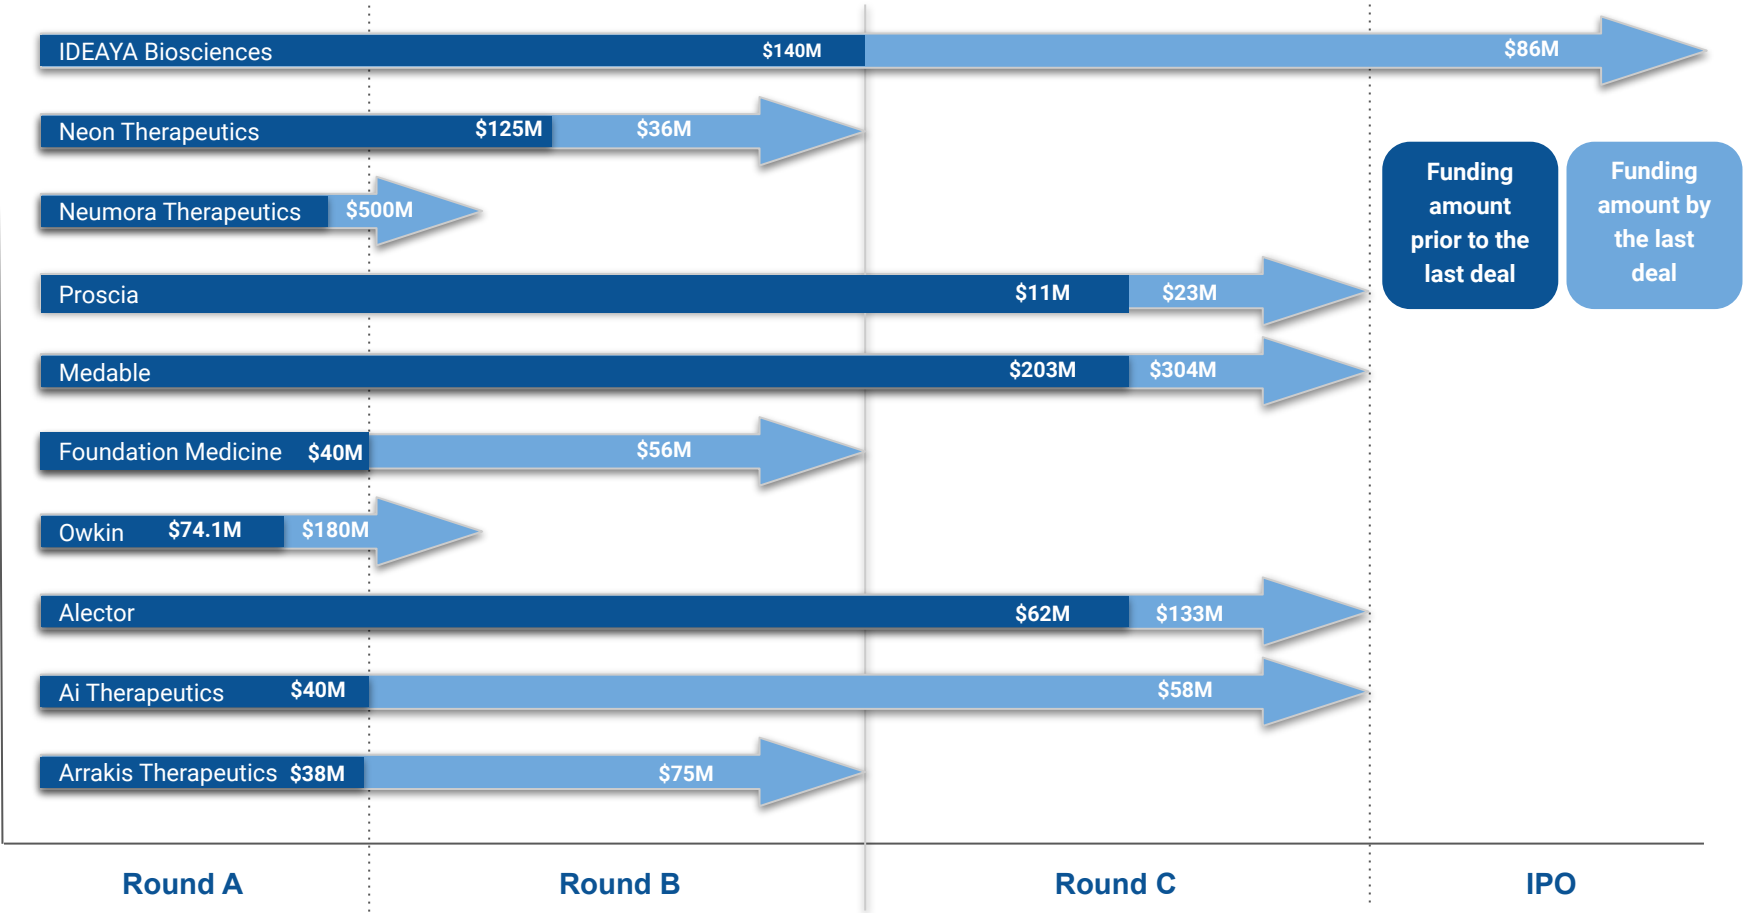 IDEAYA Biosciences $140M $86M
Neon Therapeutics $125M $36M
Neumora Therapeutics $500M
Funding
amount
prior to the
last deal
Funding
amount by
the last
deal
Proscia $11M $23M
Medable $203M $304M
Foundation Medicine $40M $56M
Owkin $74.1M $180M
Alector $62M $133M
Ai Therapeutics $40M $58M
Arrakis Therapeutics $38M $75M
Round A Round B Round C IPO